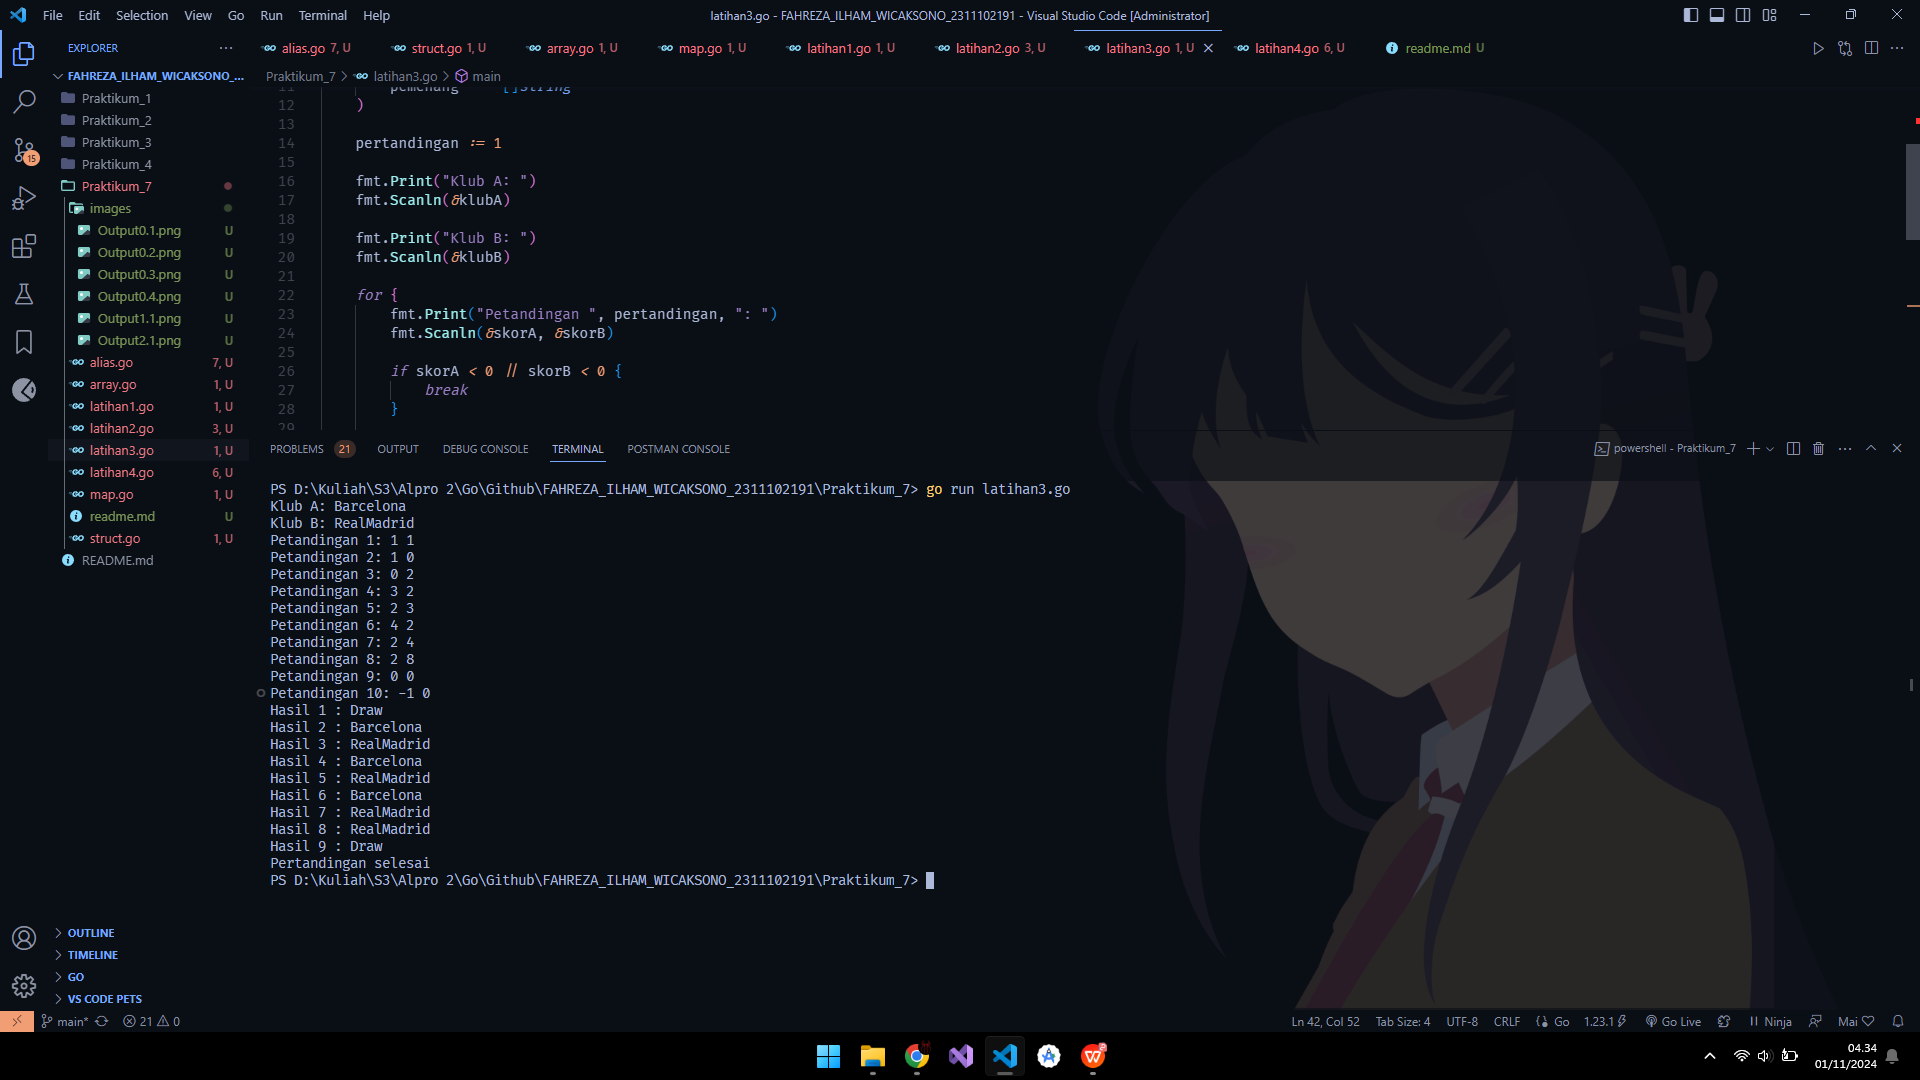 File Edit Selection View Go Run Terminal Help
latihan3.go - FAHREZA_ILHAM_WICAKSONO_2311102191 - Visual Studio Code [Administrator]
EXPLORER
alias.go 7, U
struct.go 1, U
array.go 1, U
map.go 1, U
latihan1.go 1, U
latihan2.go 3, U
latihan3.go 1, U
latihan4.go 6, U
readme.md U
FAHREZA_ILHAM_WICAKSONO_...
Praktikum_1
Praktikum_2
Praktikum_3
Praktikum_4
Praktikum_7
images
Output0.1.png U
Output0.2.png U
Output0.3.png U
Output0.4.png U
Output1.1.png U
Output2.1.png U
alias.go 7, U
array.go 1, U
latihan1.go 1, U
latihan2.go 3, U
latihan3.go 1, U
latihan4.go 6, U
map.go 1, U
readme.md U
struct.go 1, U
README.md
15
OUTLINE
TIMELINE
GO
VS CODE PETS
Praktikum_7 > latihan3.go > main
11 pemenang []string
12 )
13
14 pertandingan := 1
15
16 fmt.Print("Klub A: ")
17 fmt.Scanln(&klubA)
18
19 fmt.Print("Klub B: ")
20 fmt.Scanln(&klubB)
21
22 for {
23 fmt.Print("Petandingan ", pertandingan, ": ")
24 fmt.Scanln(&skorA, &skorB)
25
26 if skorA < 0 || skorB < 0 {
27 break
28 }
29
PROBLEMS 21 OUTPUT DEBUG CONSOLE TERMINAL POSTMAN CONSOLE
powershell - Praktikum_7
PS D:\Kuliah\S3\Alpro 2\Go\Github\FAHREZA_ILHAM_WICAKSONO_2311102191\Praktikum_7> go run latihan3.go
Klub A: Barcelona
Klub B: RealMadrid
Petandingan 1: 1 1
Petandingan 2: 1 0
Petandingan 3: 0 2
Petandingan 4: 3 2
Petandingan 5: 2 3
Petandingan 6: 4 2
Petandingan 7: 2 4
Petandingan 8: 2 8
Petandingan 9: 0 0
Petandingan 10: -1 0
Hasil 1 : Draw
Hasil 2 : Barcelona
Hasil 3 : RealMadrid
Hasil 4 : Barcelona
Hasil 5 : RealMadrid
Hasil 6 : Barcelona
Hasil 7 : RealMadrid
Hasil 8 : RealMadrid
Hasil 9 : Draw
Pertandingan selesai
PS D:\Kuliah\S3\Alpro 2\Go\Github\FAHREZA_ILHAM_WICAKSONO_2311102191\Praktikum_7>
main* 21 0
Ln 42, Col 52 Tab Size: 4 UTF-8 CRLF Go 1.23.1 Go Live Ninja Mai
04.34
01/11/2024